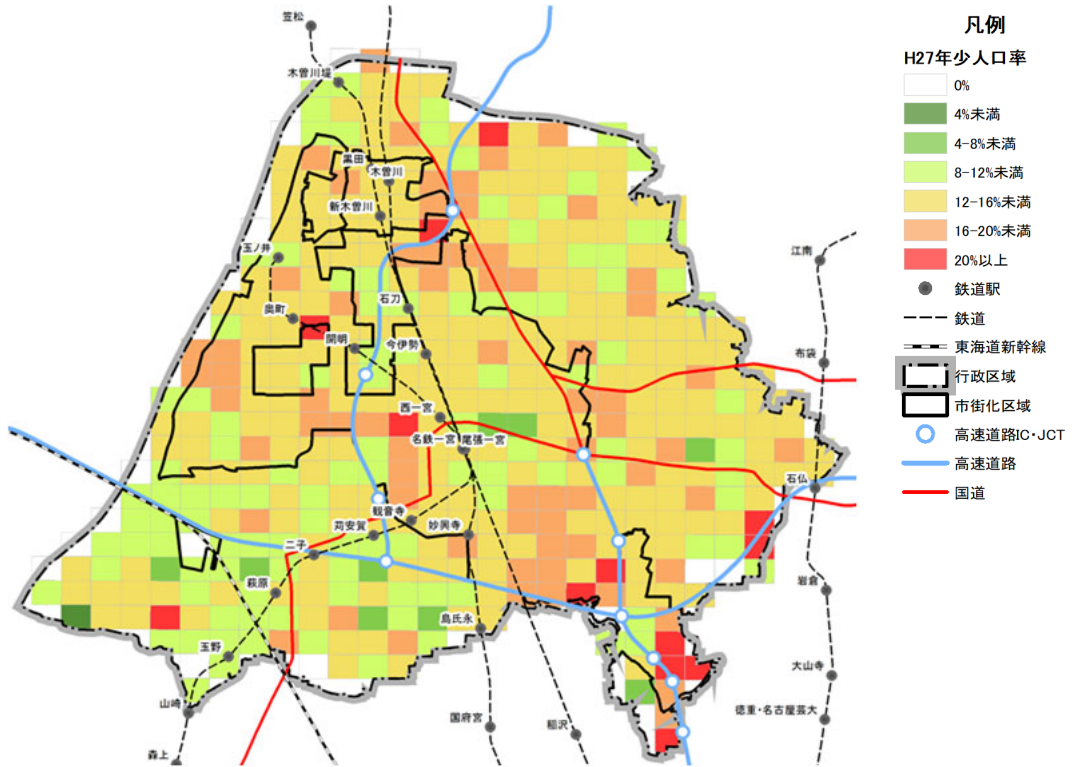 凡例
H27年少人口率
0%
4%未満
4-8%未満
8-12%未満
12-16%未満
16-20%未満
20%以上
鉄道駅
鉄道
東海道新幹線
行政区域
市街化区域
高速道路IC・JCT
高速道路
国道
笠松
木曽川堤
黒田
木曽川
新木曽川
玉ノ井
江南
石刀
奥町
開明
今伊勢
布袋
西一宮
名鉄一宮
尾張一宮
石仏
観音寺
苅安賀
妙興寺
二子
萩原
岩倉
島氏永
玉野
大山寺
山崎
国府宮
稲沢
徳重・名古屋芸大
森上